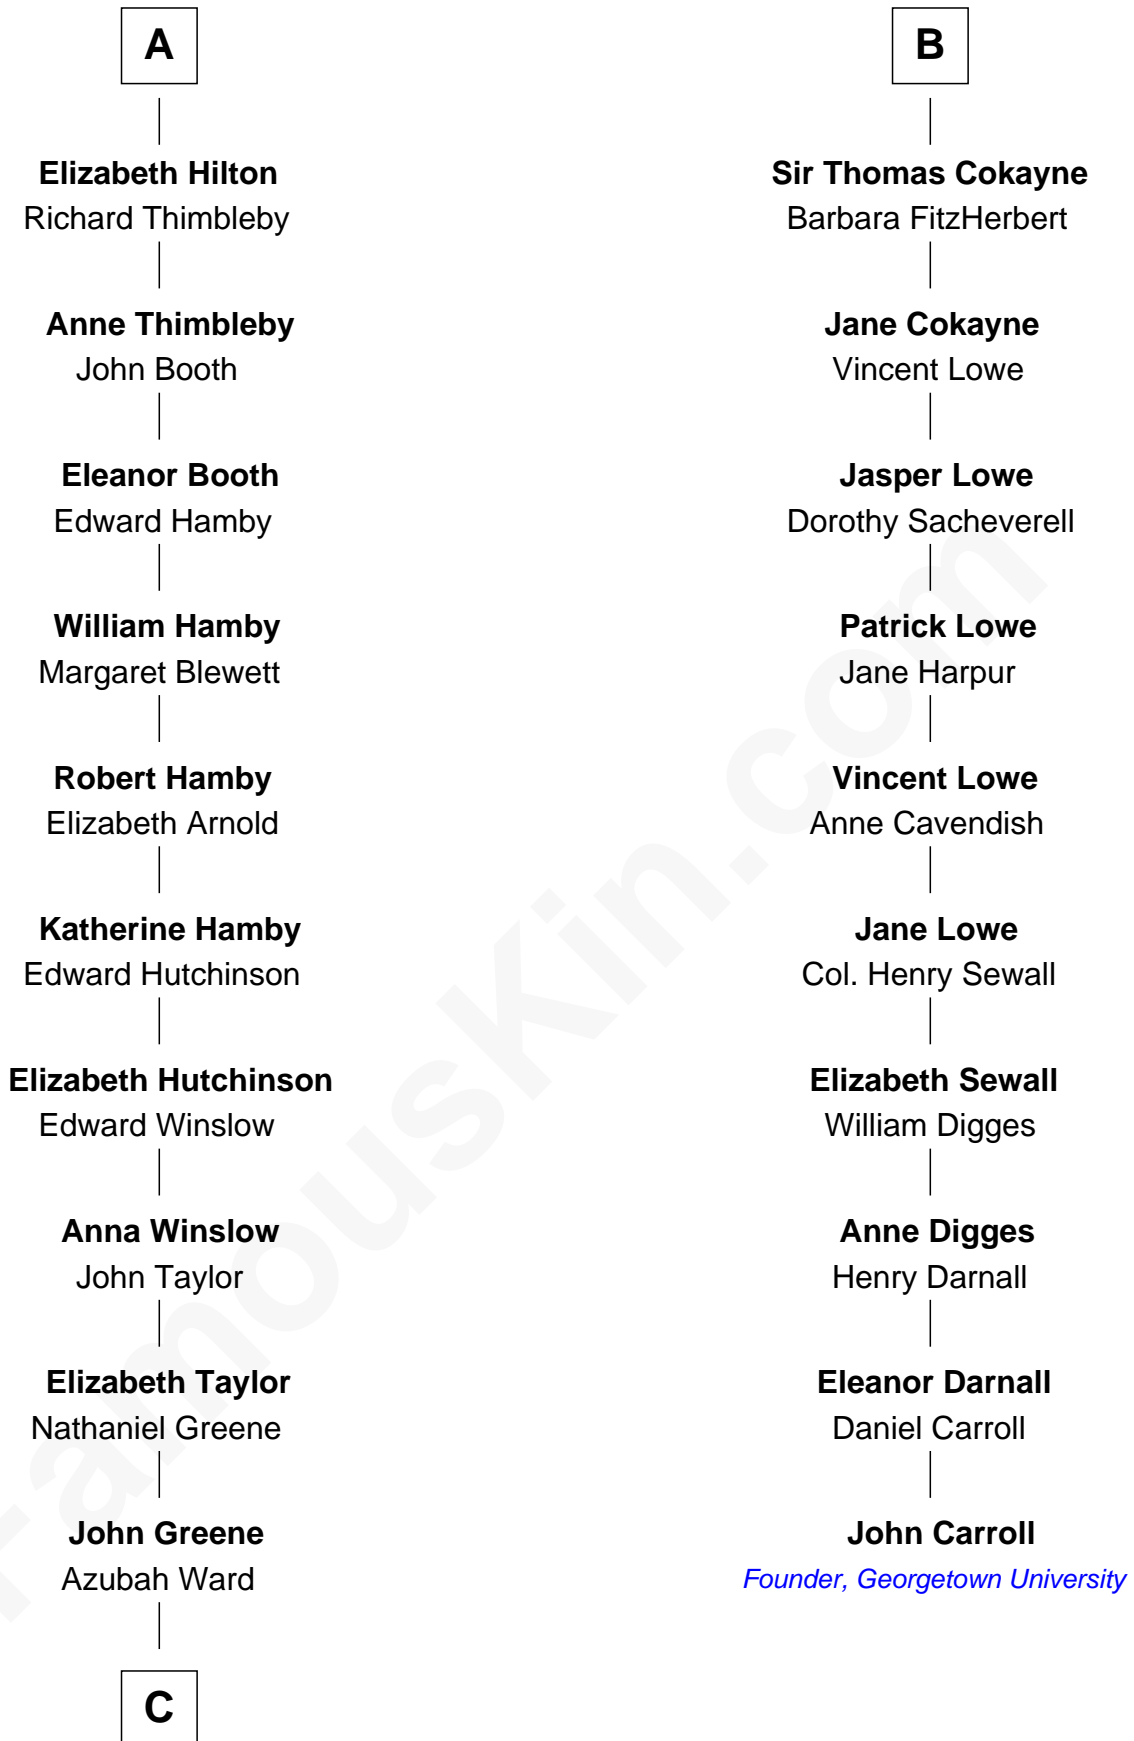 A
Elizabeth Hilton
Richard Thimbleby
Anne Thimbleby
John Booth
Eleanor Booth
Edward Hamby
William Hamby
Margaret Blewett
Robert Hamby
Elizabeth Arnold
Katherine Hamby
Edward Hutchinson
Elizabeth Hutchinson
Edward Winslow
Anna Winslow
John Taylor
Elizabeth Taylor
Nathaniel Greene
John Greene
Azubah Ward
C
B
Sir Thomas Cokayne
Barbara FitzHerbert
Jane Cokayne
Vincent Lowe
Jasper Lowe
Dorothy Sacheverell
Patrick Lowe
Jane Harpur
Vincent Lowe
Anne Cavendish
Jane Lowe
Col. Henry Sewall
Elizabeth Sewall
William Digges
Anne Digges
Henry Darnall
Eleanor Darnall
Daniel Carroll
John Carroll
Founder, Georgetown University
FamousKin.com